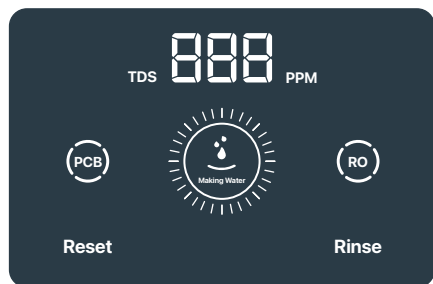 TDS 888 PPM
PCB
Making Water
RO
Reset
Rinse